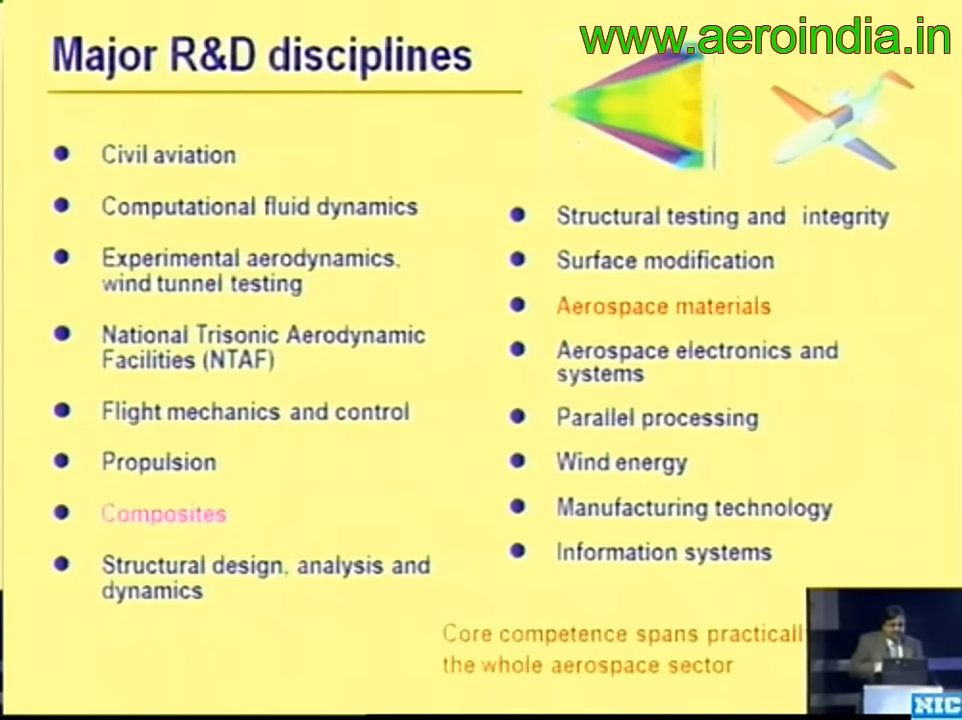 www.aeroindia.in
Major R&D disciplines
Civil aviation
Computational fluid dynamics
Experimental aerodynamics,
wind tunnel testing
National Trisonic Aerodynamic
Facilities (NTAF)
Flight mechanics and control
Propulsion
Composites
Structural design, analysis and
dynamics
Structural testing and integrity
Surface modification
Aerospace materials
Aerospace electronics and
systems
Parallel processing
Wind energy
Manufacturing technology
Information systems
Core competence spans practicall
the whole aerospace sector
NIC